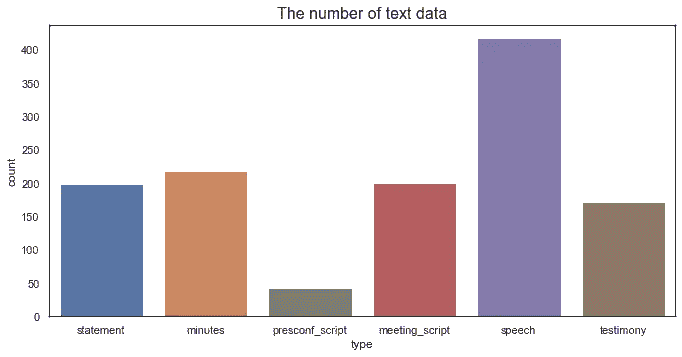 The number of text data
400
350
300
250
200
150
100
50
0
count
statement minutes presconf_script meeting_script speech testimony
type